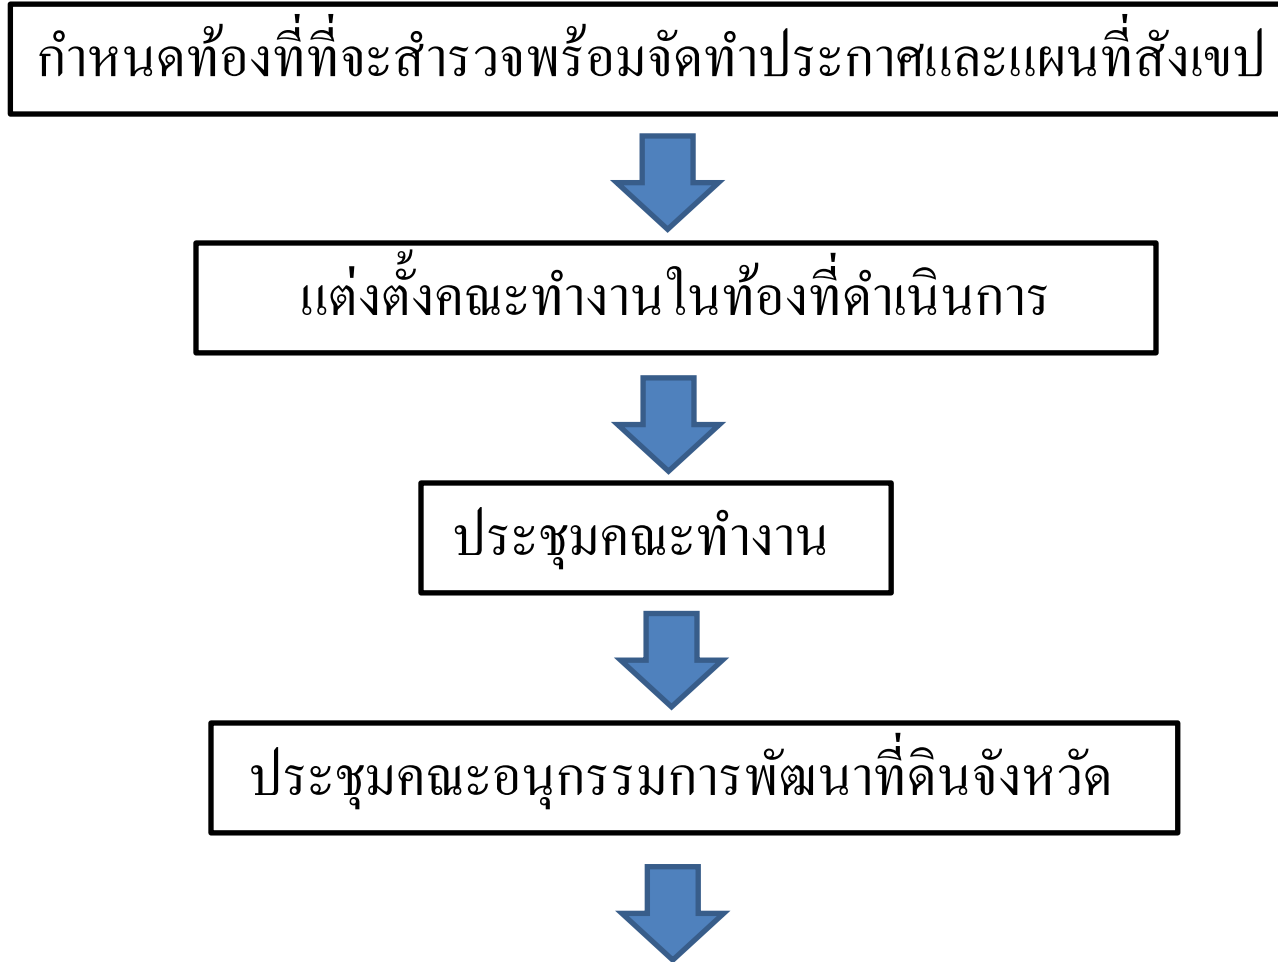 กำหนดท้องที่ที่จะสำรวจพร้อมจัดทำประกาศและแผนที่สังเขป
แต่งตั้งคณะทำงานในท้องที่ดำเนินการ
ประชุมคณะทำงาน
ประชุมคณะอนุกรรมการพัฒนาที่ดินจังหวัด